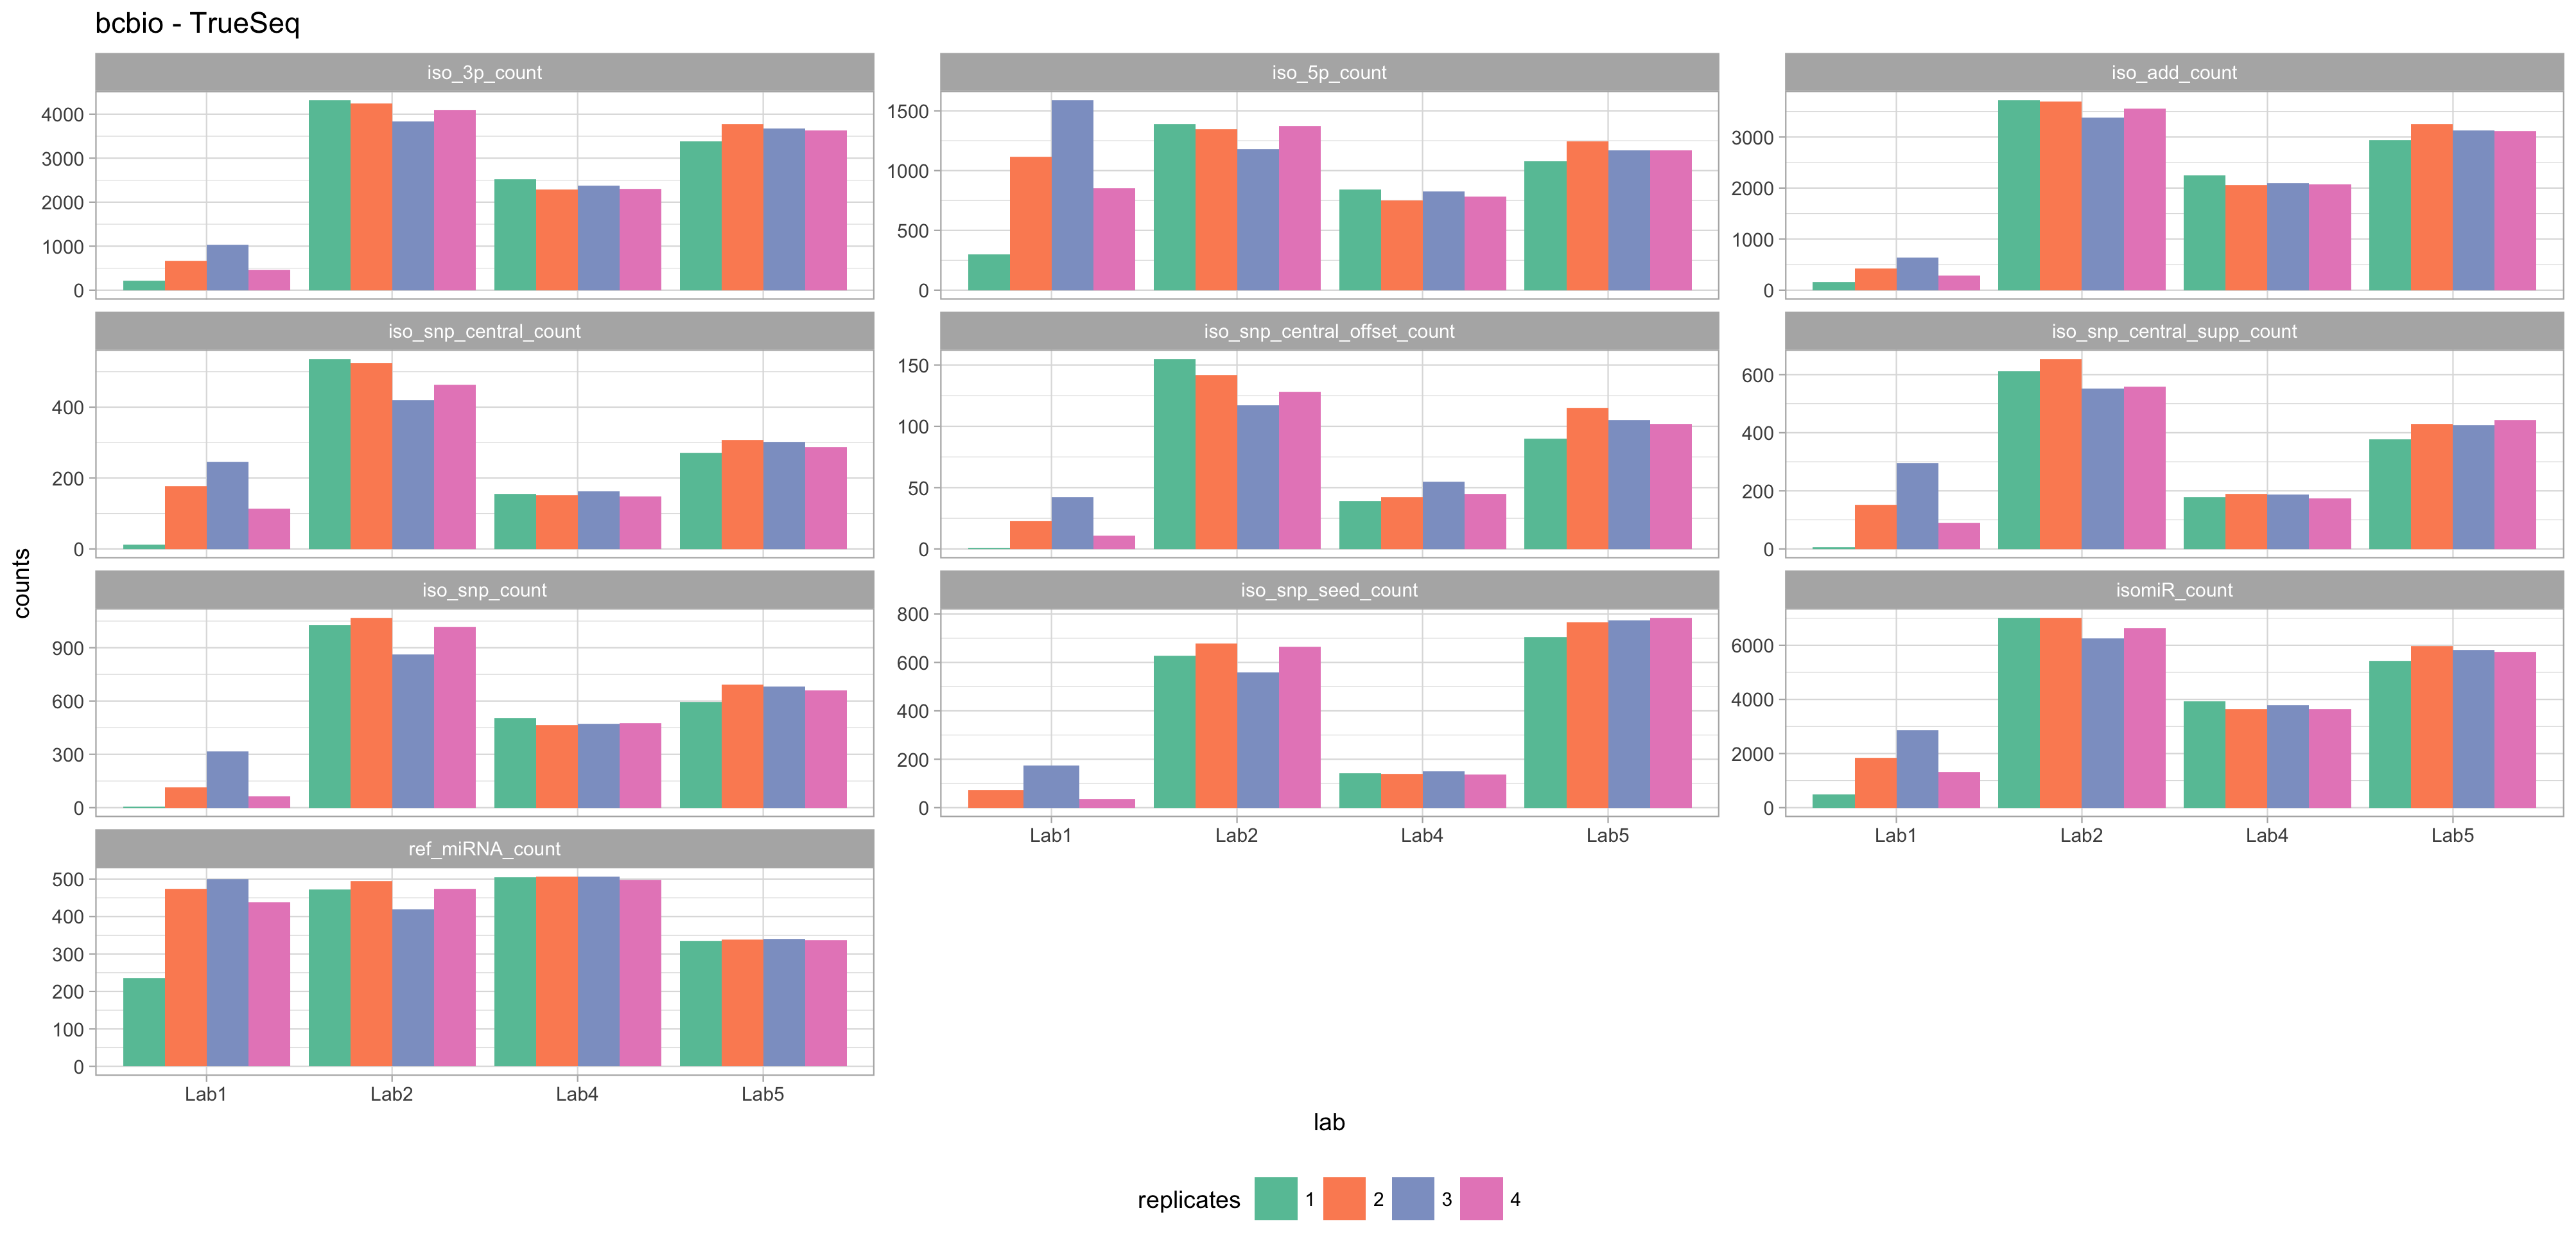 bcbio - TrueSeq
iso_3p_count
iso_5p_count
iso_add_count
4000
3000
2000
1000
0
1500
1000
500
0
3000
2000
1000
0
iso_snp_central_count
iso_snp_central_offset_count
iso_snp_central_supp_count
400
200
0
150
100
50
0
600
400
200
0
counts
iso_snp_count
iso_snp_seed_count
isomiR_count
900
600
300
0
800
600
400
200
0
6000
4000
2000
0
Lab1 Lab2 Lab4 Lab5
Lab1 Lab2 Lab4 Lab5
ref_miRNA_count
500
400
300
200
100
0
Lab1 Lab2 Lab4 Lab5
lab
replicates 1 2 3 4